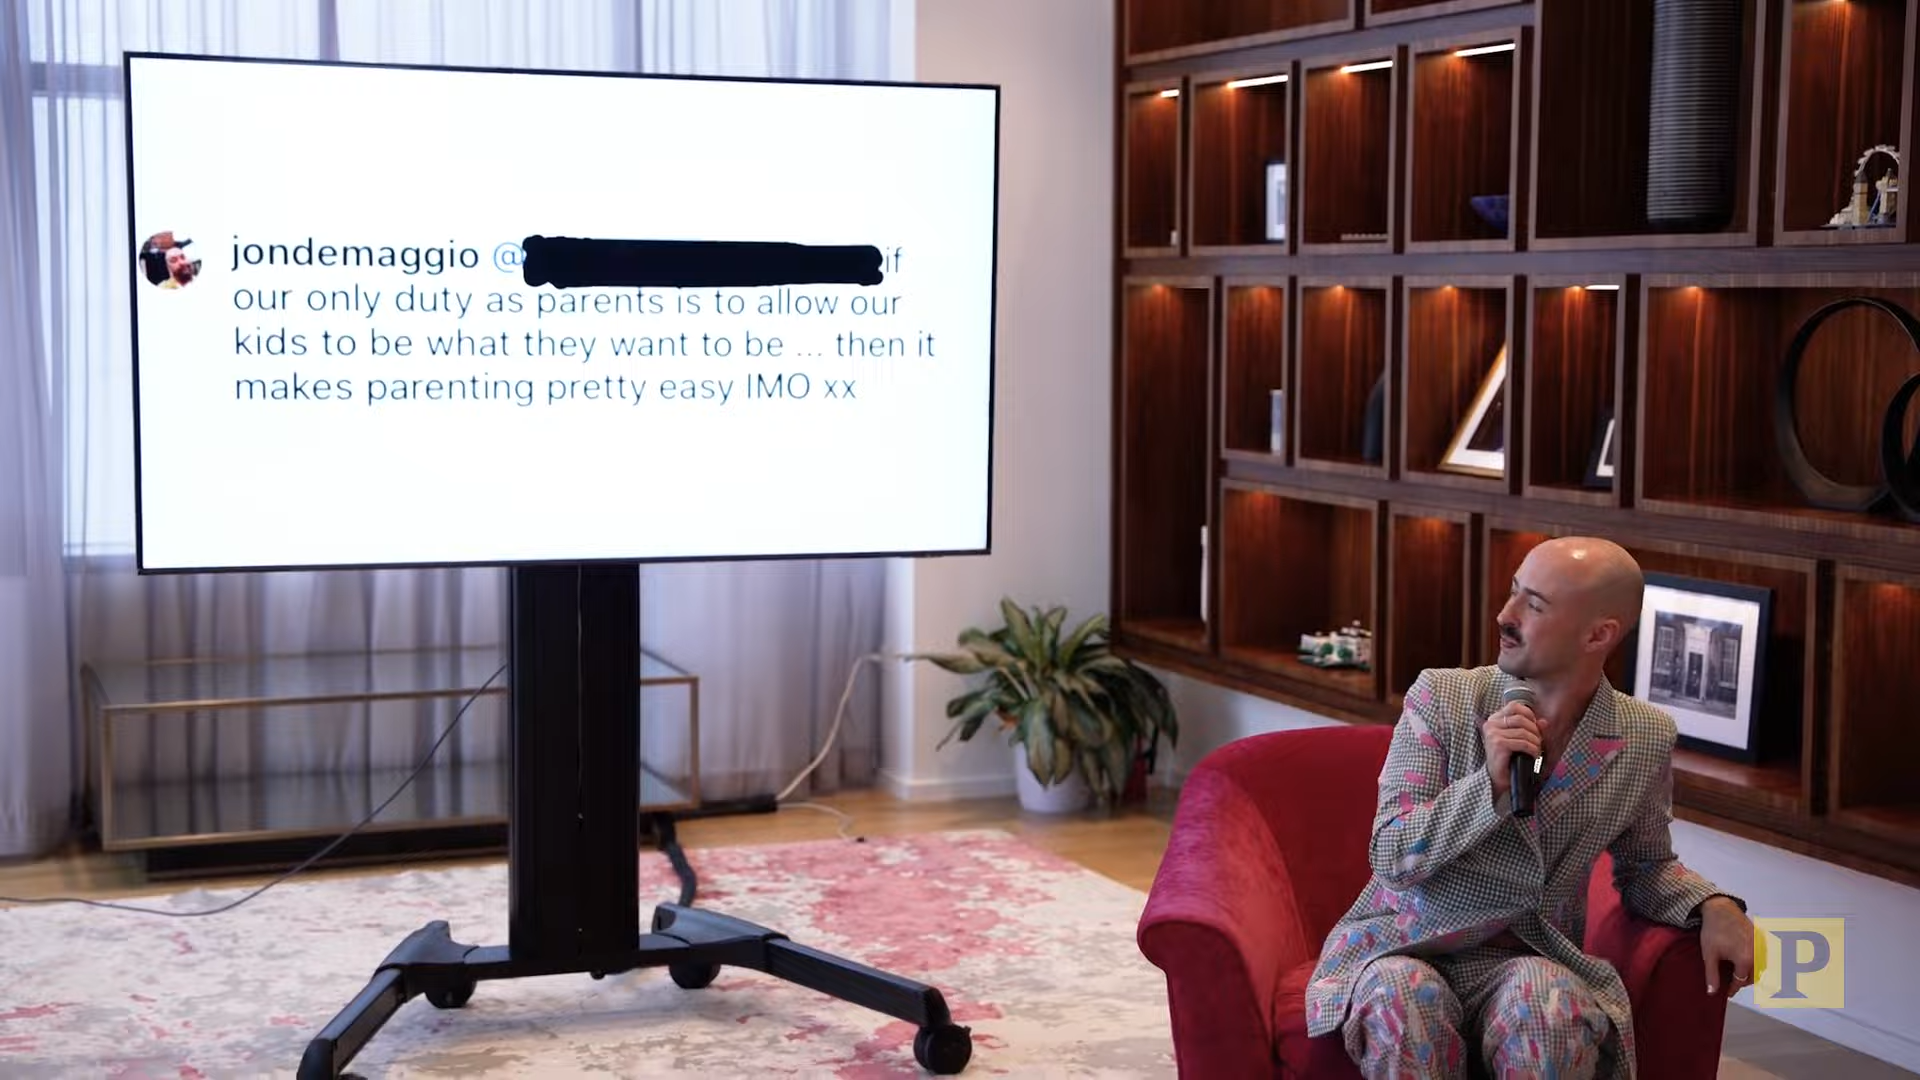 jondemaggio @ if
our only duty as parents is to allow our
kids to be what they want to be ... then it
makes parenting pretty easy IMO xx
P